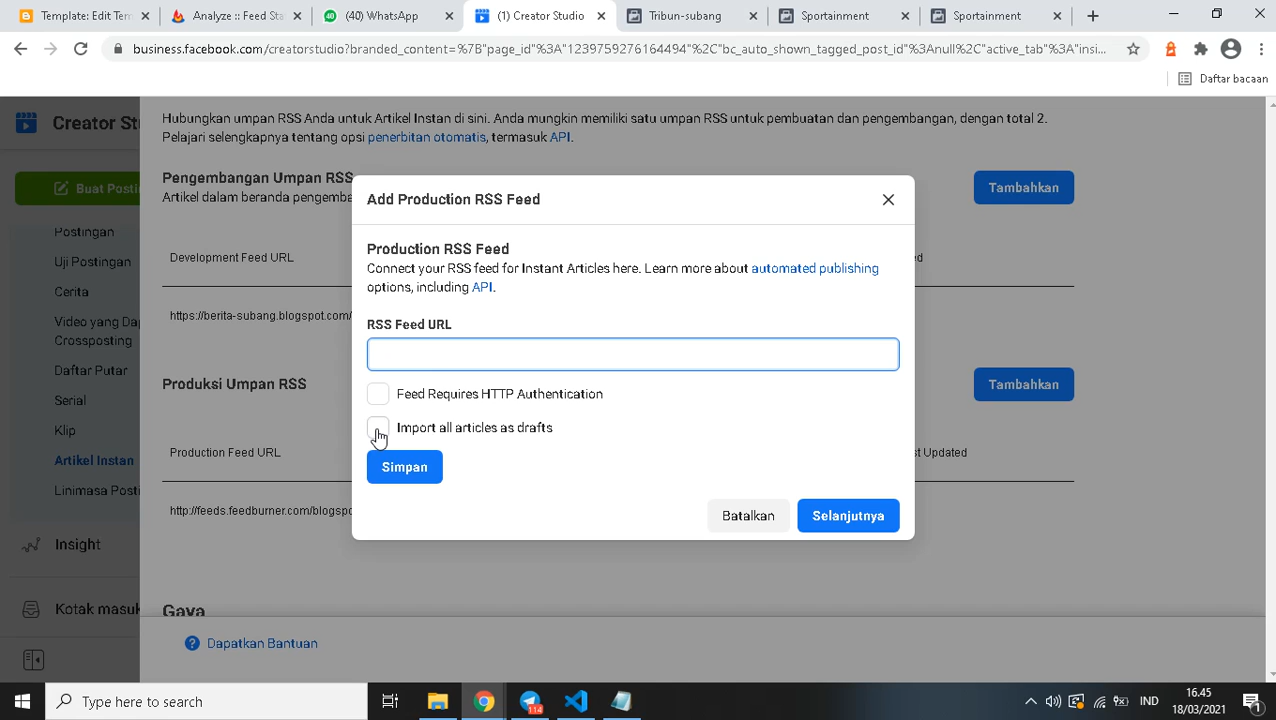 Template: Edit Tem
Analyze :: Feed Sta
(40) WhatsApp
(1) Creator Studio
Tribun-subang
Sportainment
Sportainment
business.facebook.com/creatorstudio?branded_content=%7B"page_id"%3A"1239759276164494"%2C"bc_auto_shown_tagged_post_id"%3Anull%2C"active_tab"%3A"insi...
Daftar bacaan
Creator Stu
Buat Postin
Postingan
Uji Postingan
Cerita
Video yang Da
Crossposting
Daftar Putar
Serial
Klip
Artikel Instan
Linimasa Posti
Insight
Kotak masuk
Hubungkan umpan RSS Anda untuk Artikel Instan di sini. Anda mungkin memiliki satu umpan RSS untuk pembuatan dan pengembangan, dengan total 2.
Pelajari selengkapnya tentang opsi penerbitan otomatis, termasuk API.
Pengembangan Umpan RSS
Artikel dalam beranda pengemba
Tambahkan
Development Feed URL
ed
https://berita-subang.blogspot.com/
Produksi Umpan RSS
Tambahkan
Production Feed URL
st Updated
http://feeds.feedburner.com/blogspo
Gaya
Dapatkan Bantuan
Add Production RSS Feed
Production RSS Feed
Connect your RSS feed for Instant Articles here. Learn more about automated publishing
options, including API.
RSS Feed URL
Feed Requires HTTP Authentication
Import all articles as drafts
Simpan
Batalkan
Selanjutnya
Type here to search
114
IND
16.45
18/03/2021
1